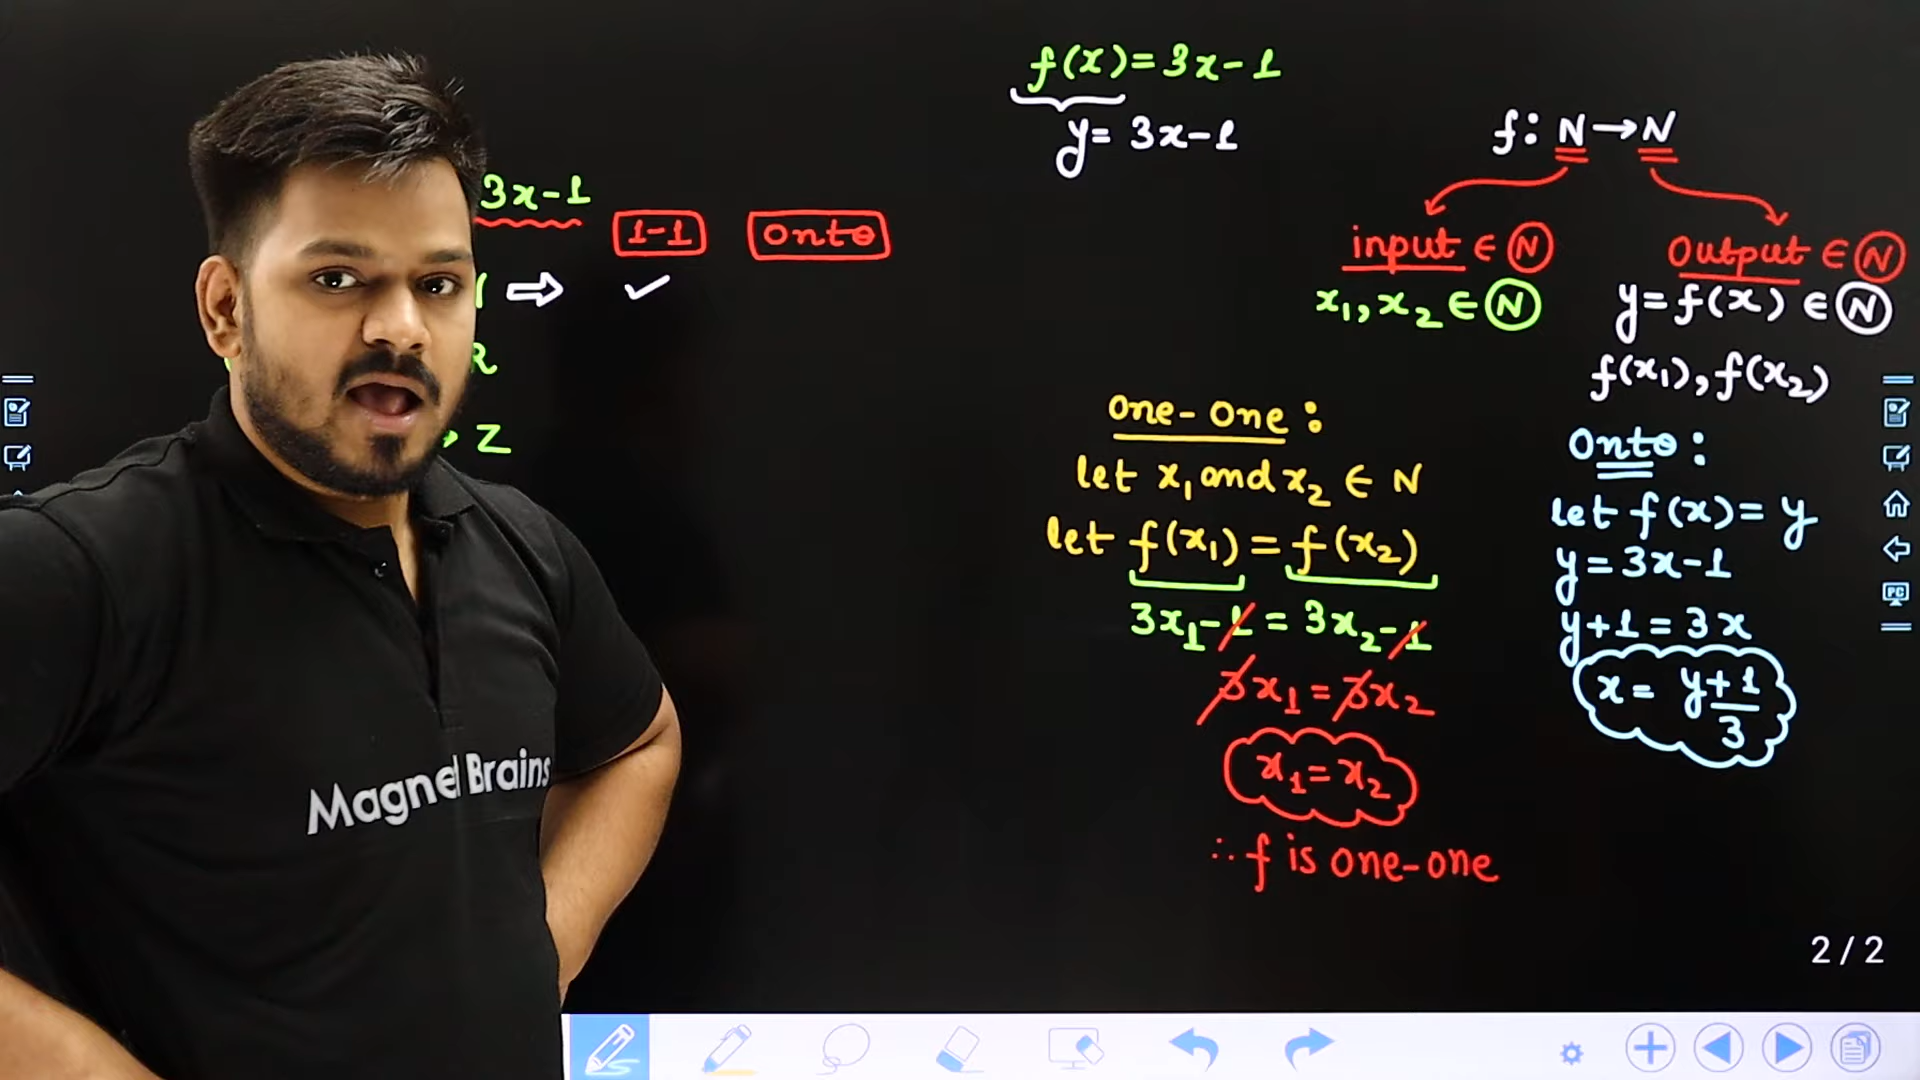 f(x)=3x-1
y=3x-1
f: N→N
3x-1
1-1
Onto
⇒ ✓
R
Z
input ∈ N
x₁, x₂ ∈ N
Output ∈ N
y=f(x) ∈ N
f(x₁), f(x₂)
One-One:
let x₁ and x₂ ∈ N
let f(x₁) = f(x₂)
3x₁-1 = 3x₂-1
3x₁ = 3x₂
x₁=x₂
∴ f is one-one
Onto:
let f(x)=y
y=3x-1
y+1=3x
x= y+1/3
Magnet Brains
PC
2/2